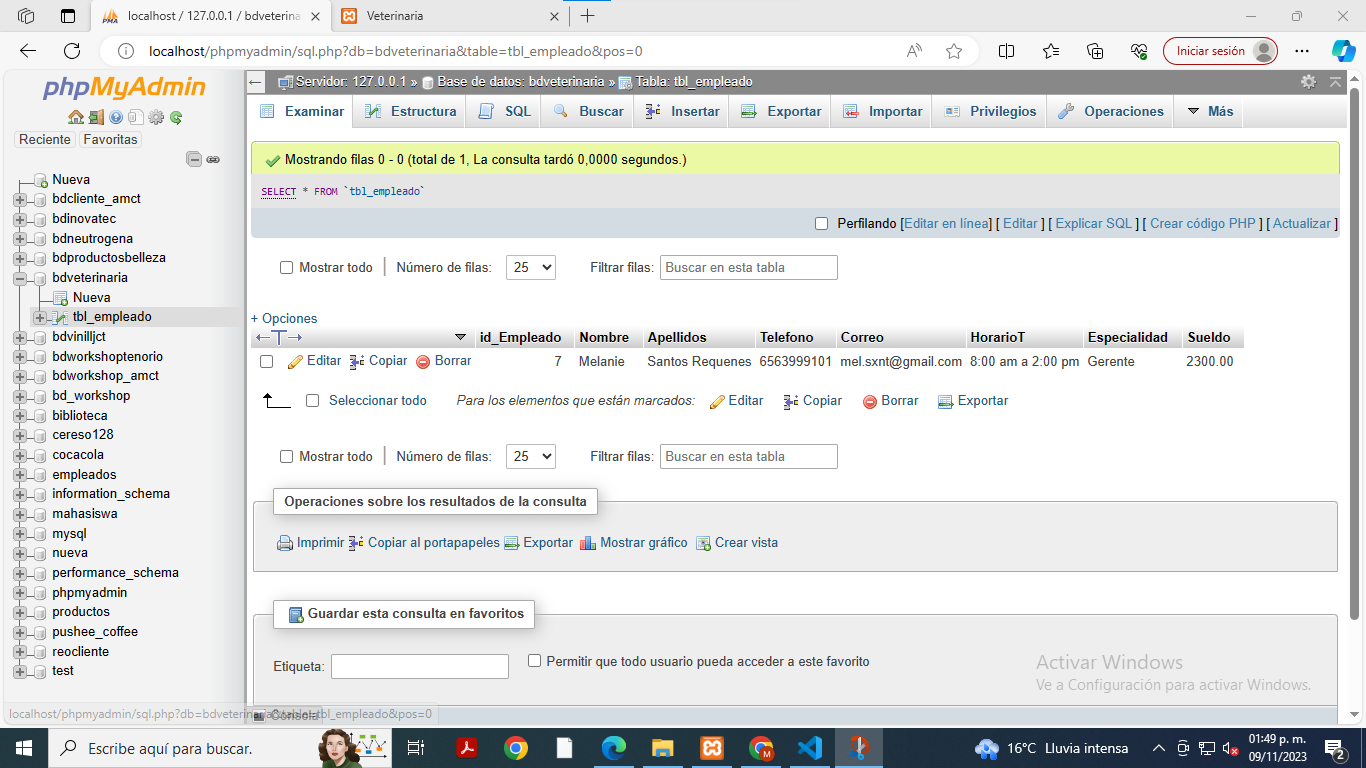 localhost / 127.0.0.1 / bdveterina
Veterinaria
localhost/phpmyadmin/sql.php?db=bdveterinaria&table=tbl_empleado&pos=0
Iniciar sesión
phpMyAdmin
Reciente Favoritas
Nueva
bdcliente_amct
bdinovatec
bdneutrogena
bdproductosbelleza
bdveterinaria
Nueva
tbl_empleado
bdvinilljct
bdworkshoptenorio
bdworkshop_amct
bd_workshop
biblioteca
cereso128
cocacola
empleados
information_schema
mahasiswa
mysql
nueva
performance_schema
phpmyadmin
productos
pushee_coffee
reocliente
test
Servidor: 127.0.0.1 » Base de datos: bdveterinaria » Tabla: tbl_empleado
Examinar Estructura SQL Buscar Insertar Exportar Importar Privilegios Operaciones Más
Mostrando filas 0 - 0 (total de 1, La consulta tardó 0,0000 segundos.)
SELECT * FROM `tbl_empleado`
Perfilando [Editar en línea] [ Editar ] [ Explicar SQL ] [ Crear código PHP ] [ Actualizar ]
Mostrar todo Número de filas: 25 Filtrar filas: Buscar en esta tabla
+ Opciones
id_Empleado Nombre Apellidos Telefono Correo HorarioT Especialidad Sueldo
Editar Copiar Borrar 7 Melanie Santos Requenes 6563999101 mel.sxnt@gmail.com 8:00 am a 2:00 pm Gerente 2300.00
Seleccionar todo Para los elementos que están marcados: Editar Copiar Borrar Exportar
Mostrar todo Número de filas: 25 Filtrar filas: Buscar en esta tabla
Operaciones sobre los resultados de la consulta
Imprimir Copiar al portapapeles Exportar Mostrar gráfico Crear vista
Guardar esta consulta en favoritos
Etiqueta: Permitir que todo usuario pueda acceder a este favorito
Activar Windows
Ve a Configuración para activar Windows.
localhost/phpmyadmin/sql.php?db=bdveterinaria&table=tbl_empleado&pos=0
Consola
Escribe aquí para buscar.
16°C Lluvia intensa
01:49 p. m.
09/11/2023
2